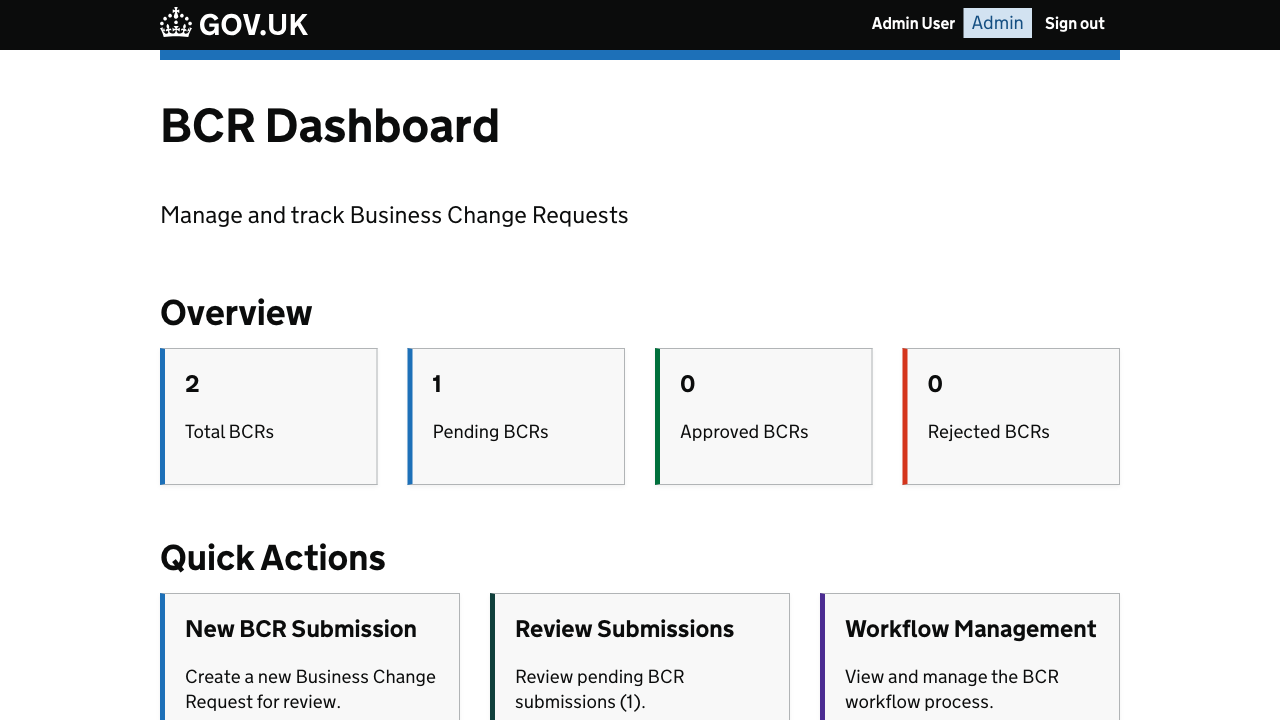 GOV.UK
Admin User Admin Sign out
BCR Dashboard
Manage and track Business Change Requests
Overview
2
Total BCRs
1
Pending BCRs
0
Approved BCRs
0
Rejected BCRs
Quick Actions
New BCR Submission
Create a new Business Change
Request for review.
Review Submissions
Review pending BCR
submissions (1).
Workflow Management
View and manage the BCR
workflow process.